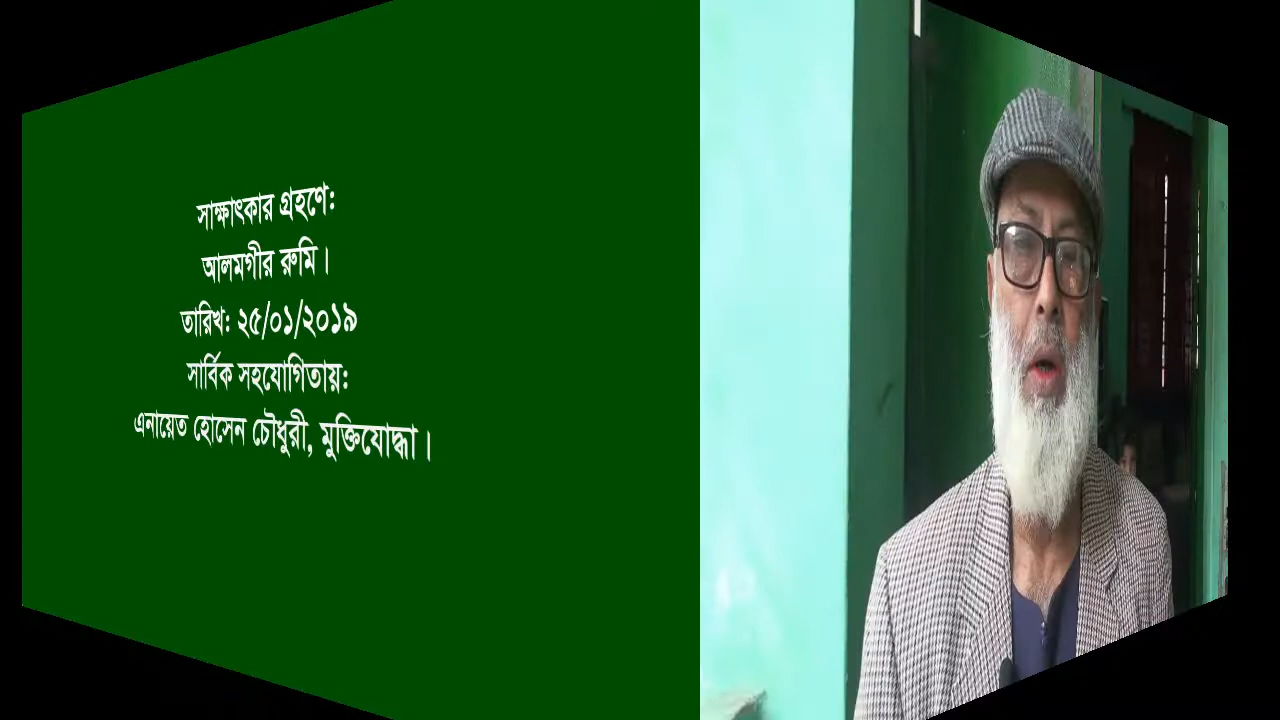 সাক্ষাৎকার গ্রহণে:
আলমগীর রুমি।
তারিখ: ২৫/০১/২০১৯
সার্বিক সহযোগিতায়:
এনায়েত হোসেন চৌধুরী, মুক্তিযোদ্ধা।